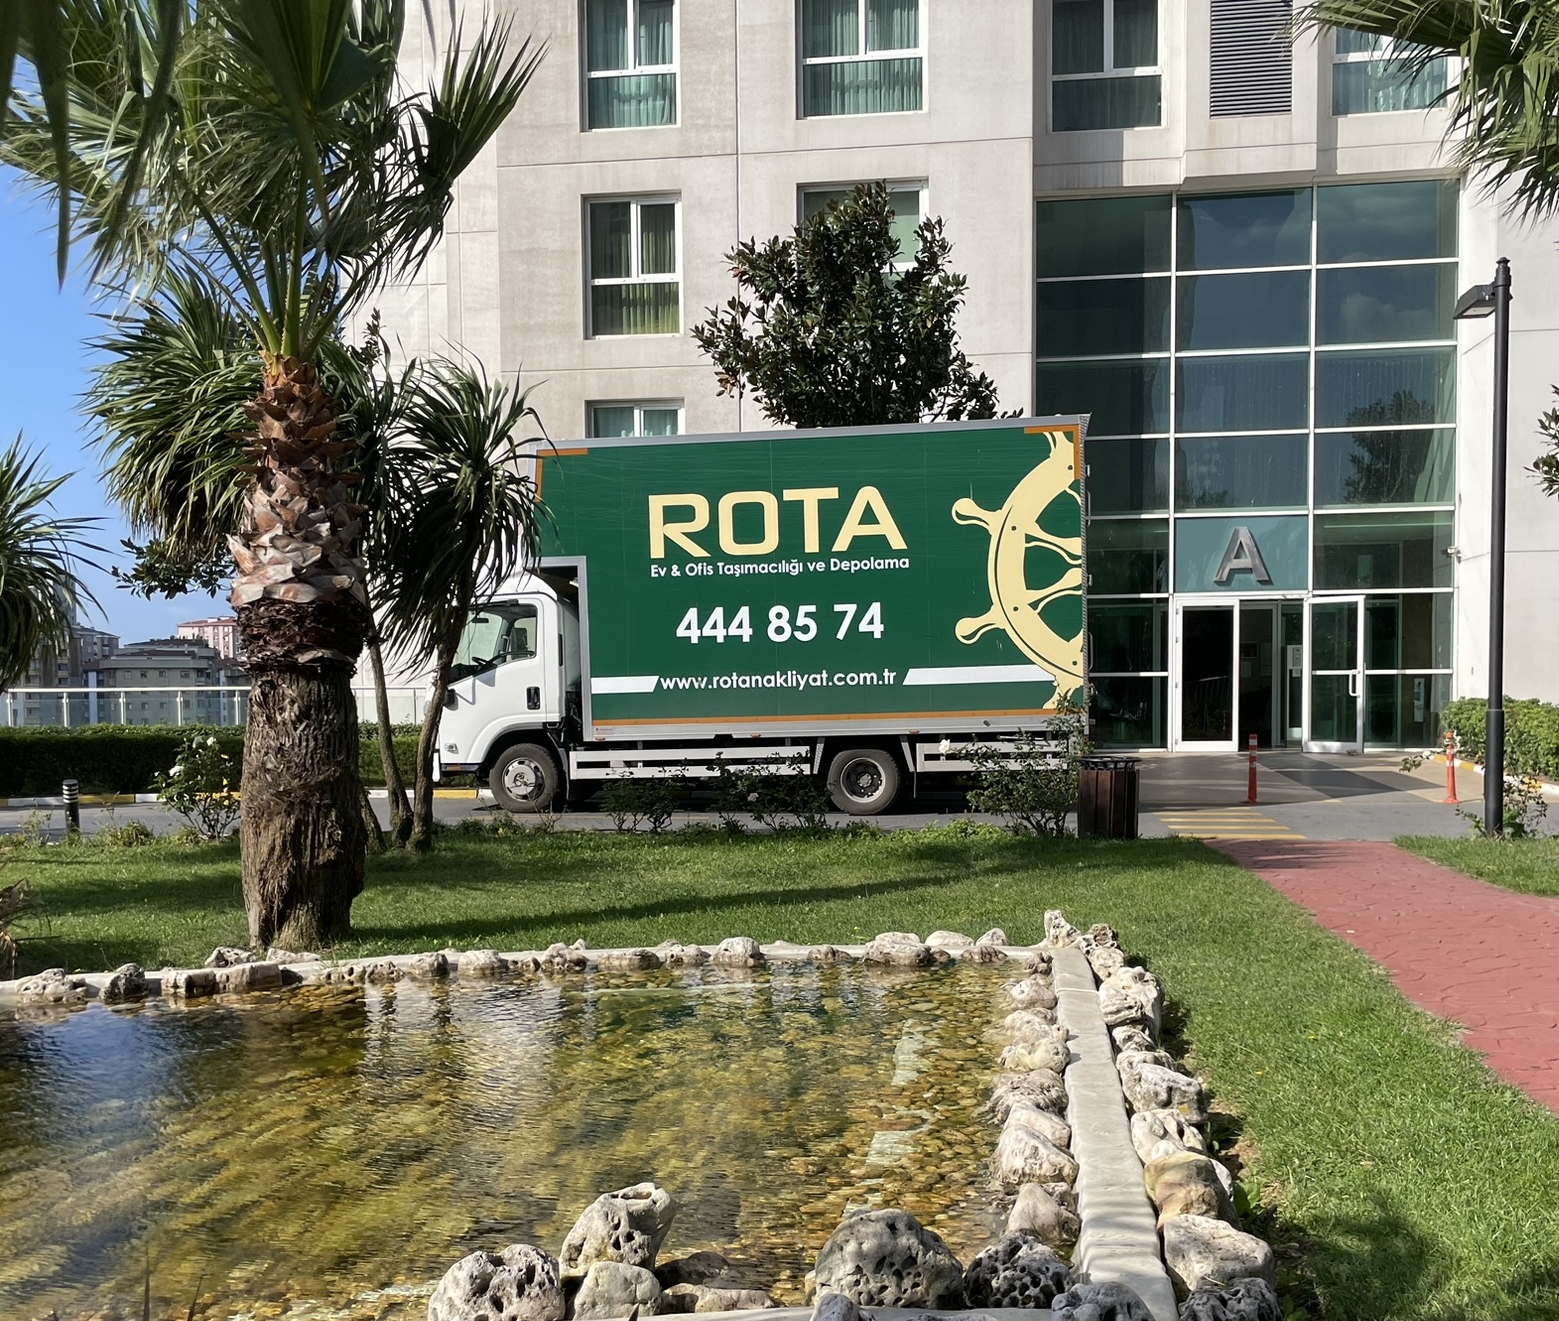 ROTA
Ev & Ofis Taşımacılığı ve Depolama
444 85 74
www.rotanakliyat.com.tr
A